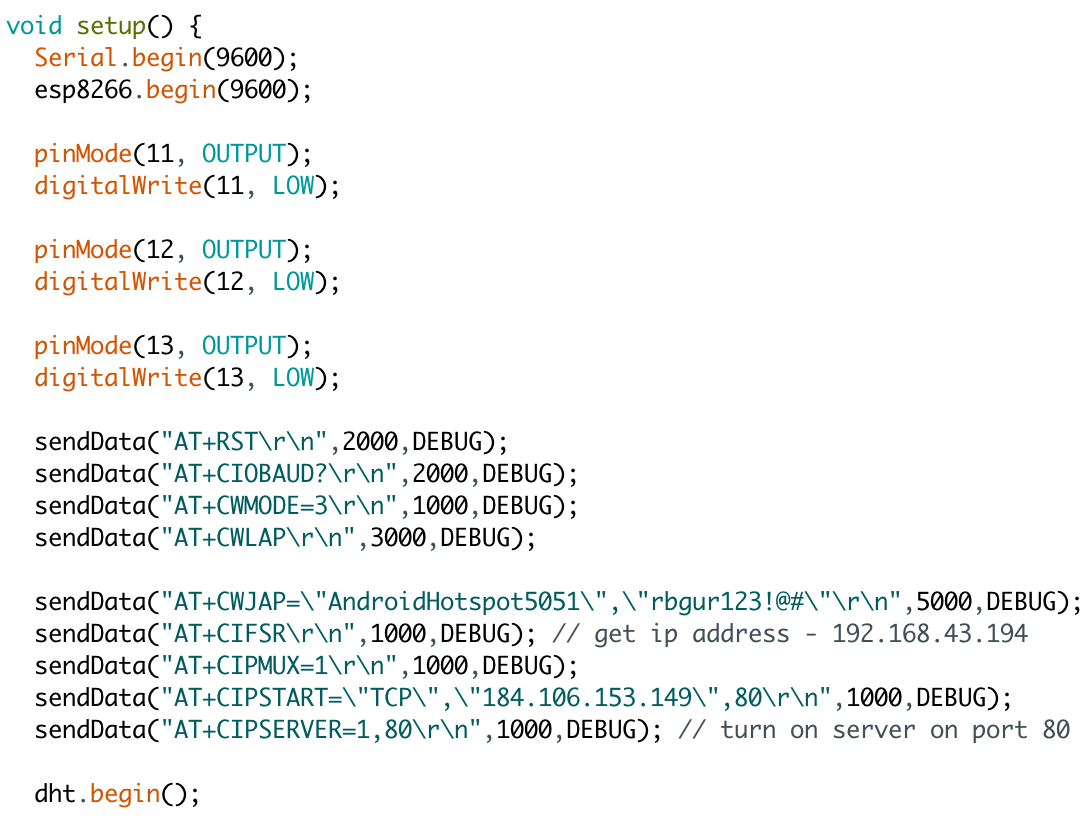 void setup() {
  Serial.begin(9600);
  esp8266.begin(9600);

  pinMode(11, OUTPUT);
  digitalWrite(11, LOW);

  pinMode(12, OUTPUT);
  digitalWrite(12, LOW);

  pinMode(13, OUTPUT);
  digitalWrite(13, LOW);

  sendData("AT+RST\r\n",2000,DEBUG);
  sendData("AT+CIOBAUD?\r\n",2000,DEBUG);
  sendData("AT+CWMODE=3\r\n",1000,DEBUG);
  sendData("AT+CWLAP\r\n",3000,DEBUG);

  sendData("AT+CWJAP=\"AndroidHotspot5051\",\"rbgur123!@#\"\r\n",5000,DEBUG);
  sendData("AT+CIFSR\r\n",1000,DEBUG); // get ip address - 192.168.43.194
  sendData("AT+CIPMUX=1\r\n",1000,DEBUG);
  sendData("AT+CIPSTART=\"TCP\",\"184.106.153.149\",80\r\n",1000,DEBUG);
  sendData("AT+CIPSERVER=1,80\r\n",1000,DEBUG); // turn on server on port 80

  dht.begin();